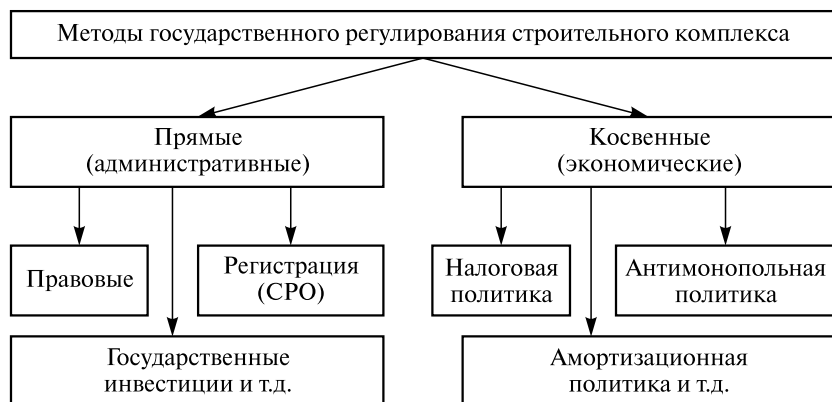 Методы государственного регулирования строительного комплекса
Прямые
(административные)
Косвенные
(экономические)
Правовые
Регистрация
(СРО)
Налоговая
политика
Антимонопольная
политика
Государственные
инвестиции и т.д.
Амортизационная
политика и т.д.